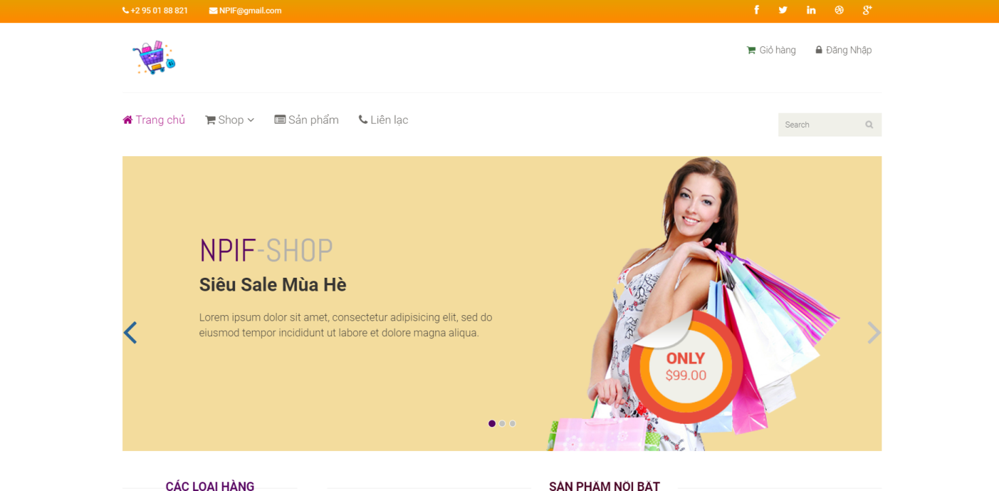 +2 95 01 88 821 NPIF@gmail.com
Giỏ hàng Đăng Nhập
Trang chủ Shop Sản phẩm Liên lạc Search
NPIF-SHOP
Siêu Sale Mùa Hè
Lorem ipsum dolor sit amet, consectetur adipisicing elit, sed do
eiusmod tempor incididunt ut labore et dolore magna aliqua.
ONLY
$99.00
CÁC LOẠI HÀNG SẢN PHẨM NỔI BẬT